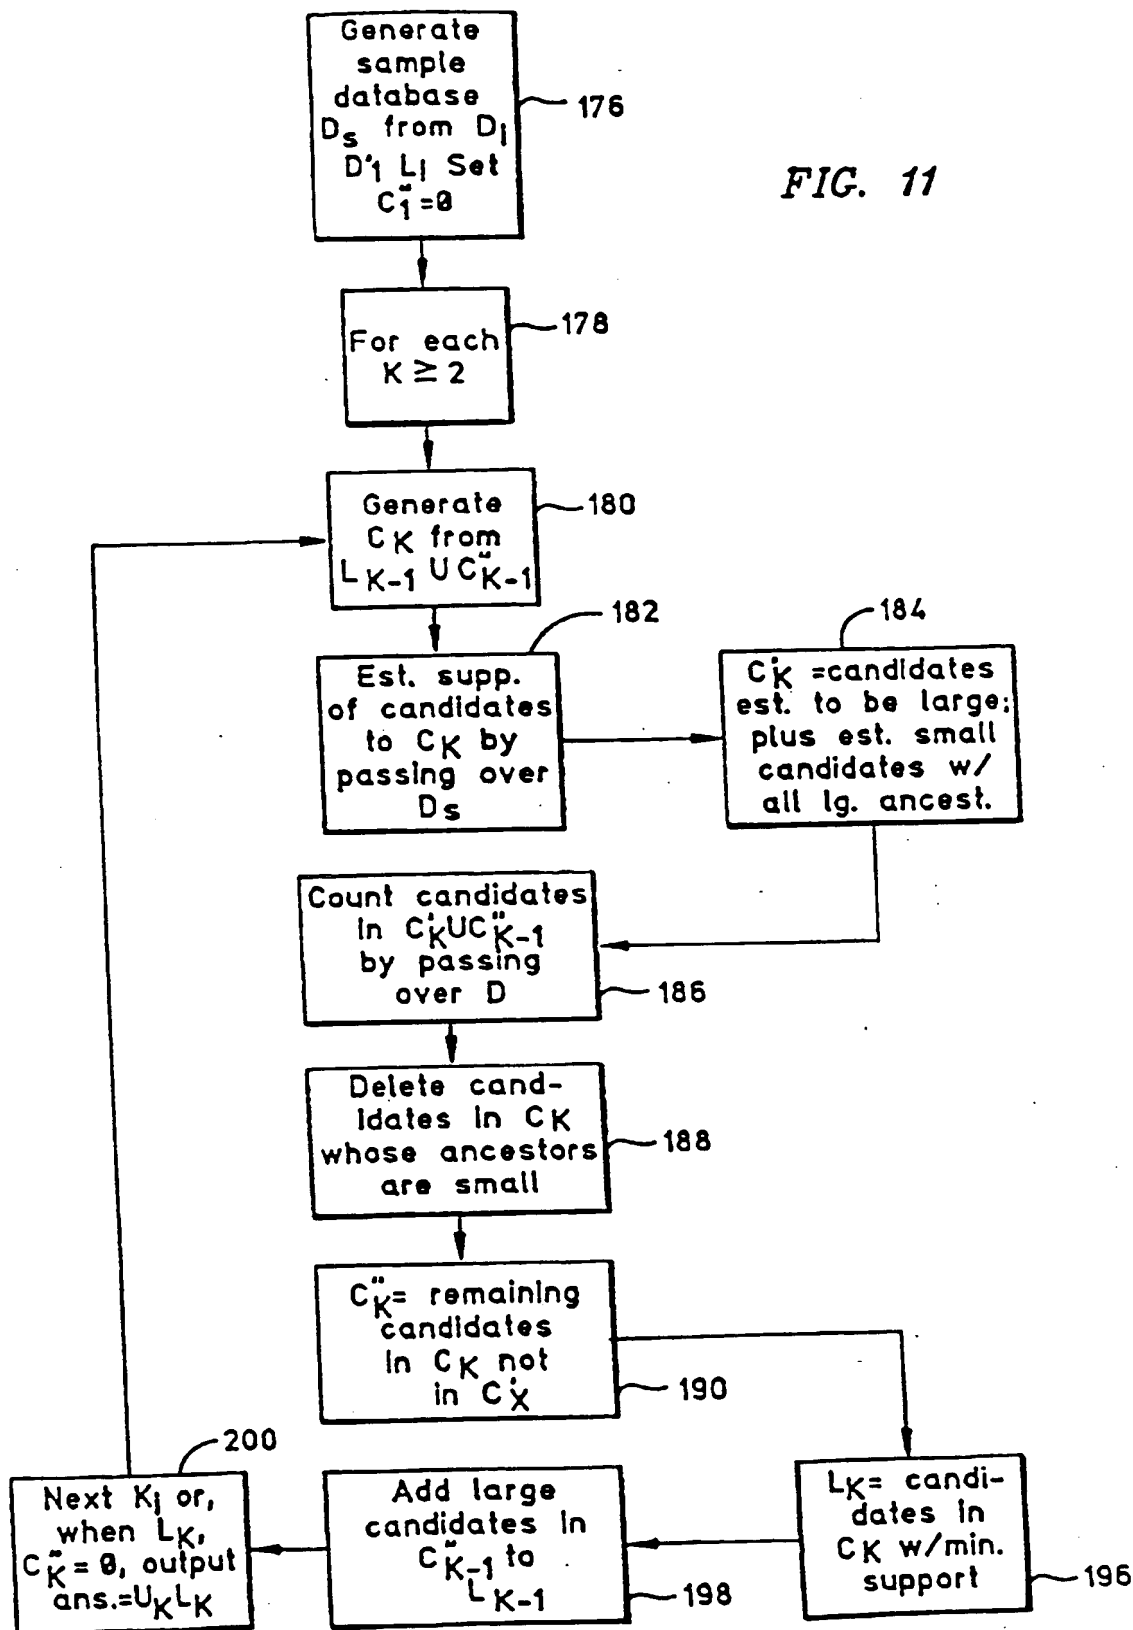 Generate
sample
database
Ds from D;
D'1 L1 Set
C"1=0
176
FIG. 11
For each
K ≧ 2
178
Generate
CK from
LK-1 UC"K-1
180
Est. supp.
of candidates
to CK by
passing over
Ds
182
C'K =candidates
est. to be large;
plus est. small
candidates w/
all lg. ancest.
184
Count candidates
in C'KUC"K-1
by passing
over D
186
Delete cand-
idates in CK
whose ancestors
are small
188
C"K= remaining
candidates
in CK not
in C'X
190
LK= candi-
dates in
CK w/min.
support
196
Add large
candidates in
C"K-1 to
LK-1
198
Next K; or,
when LK,
C"K=0, output
ans.=UKLK
200